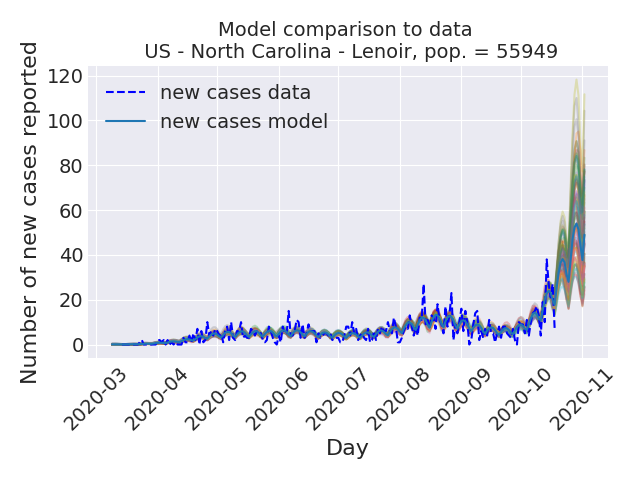 Model comparison to data
US - North Carolina - Lenoir, pop. = 55949
Number of new cases reported
120
100
80
60
40
20
0
new cases data
new cases model
2020-03
2020-04
2020-05
2020-06
2020-07
2020-08
2020-09
2020-10
2020-11
Day